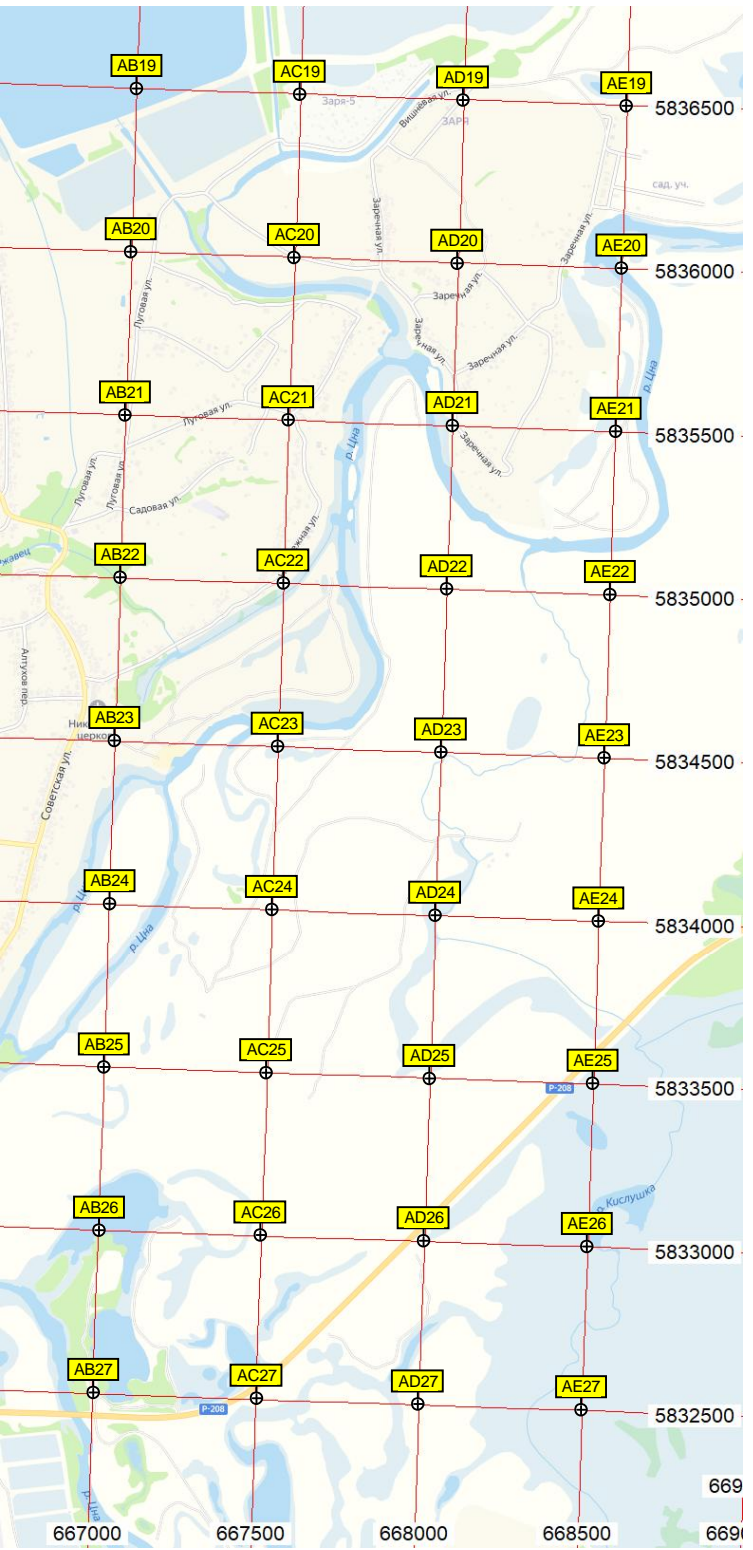 AB19
AC19
AD19
AE19
Заря-5
Вишнёвая ул.
ЗАРЯ
5836500
сад. уч.
Заречная ул.
Заречная ул.
AB20
AC20
AD20
AE20
5836000
Луговая ул.
Заречная ул.
Заречная ул.
Заречная ул.
р. Цна
AB21
AC21
AD21
AE21
Луговая ул.
5835500
р. Цна
Заречная ул.
Луговая ул.
Луговая ул.
Садовая ул.
AB22
AC22
AD22
AE22
5835000
Алтухов пер.
AB23
AC23
AD23
AE23
церков
5834500
Советская ул.
AB24
AC24
AD24
AE24
5834000
р. Цна
AB25
AC25
AD25
AE25
5833500
Р-208
р. Кислушка
AB26
AC26
AD26
AE26
5833000
AB27
AC27
AD27
AE27
Р-208
5832500
р. Цна
669
667000
667500
668000
668500